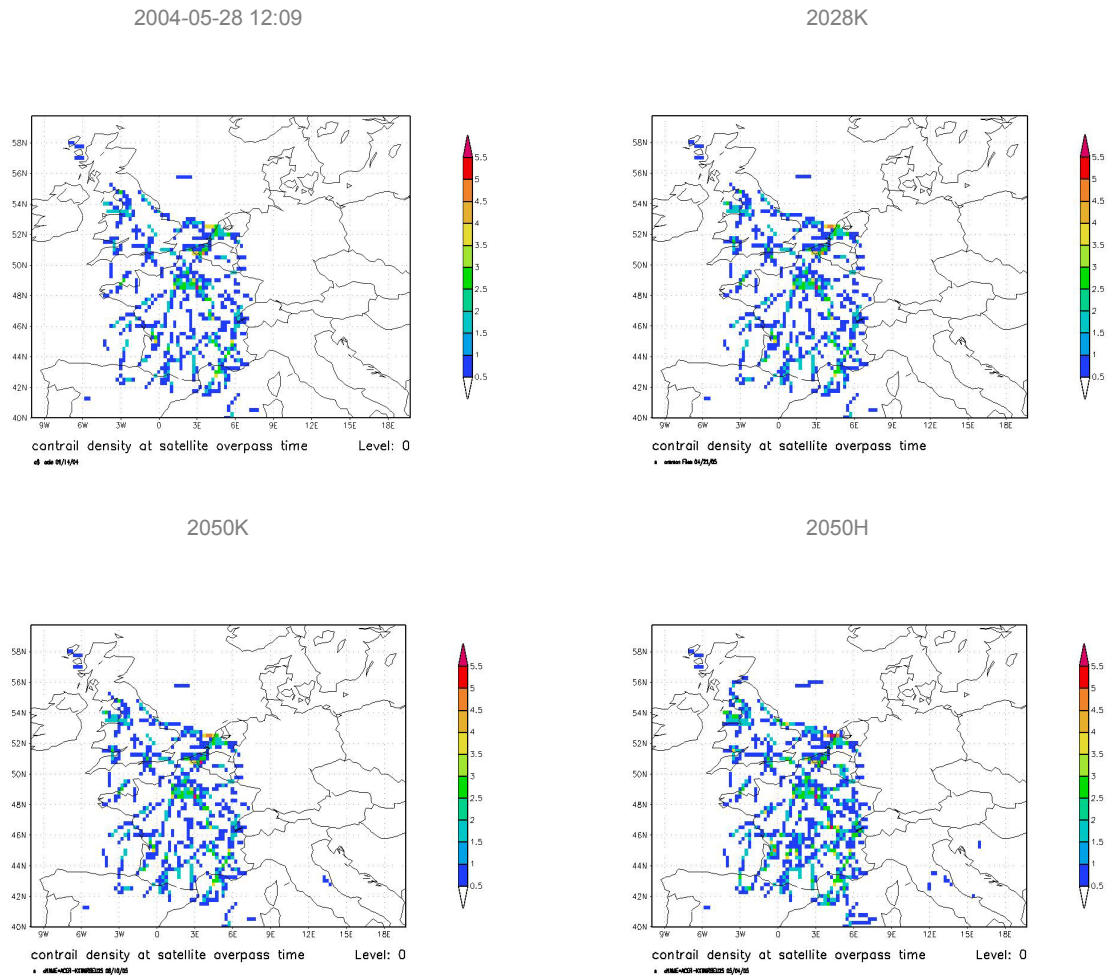 2004-05-28 12:09
2028K
58N
56N
54N
52N
50N
48N
46N
44N
42N
40N
9W 6W 3W 0 3E 6E 9E 12E 15E 18E
5.5
5
4.5
4
3.5
3
2.5
2
1.5
1
0.5
contrail density at satellite overpass time Level: 0
58N
56N
54N
52N
50N
48N
46N
44N
42N
40N
9W 6W 3W 0 3E 6E 9E 12E 15E 18E
5.5
5
4.5
4
3.5
3
2.5
2
1.5
1
0.5
contrail density at satellite overpass time
2050K
2050H
58N
56N
54N
52N
50N
48N
46N
44N
42N
40N
9W 6W 3W 0 3E 6E 9E 12E 15E 18E
5.5
5
4.5
4
3.5
3
2.5
2
1.5
1
0.5
contrail density at satellite overpass time Level: 0
58N
56N
54N
52N
50N
48N
46N
44N
42N
40N
9W 6W 3W 0 3E 6E 9E 12E 15E 18E
5.5
5
4.5
4
3.5
3
2.5
2
1.5
1
0.5
contrail density at satellite overpass time Level: 0